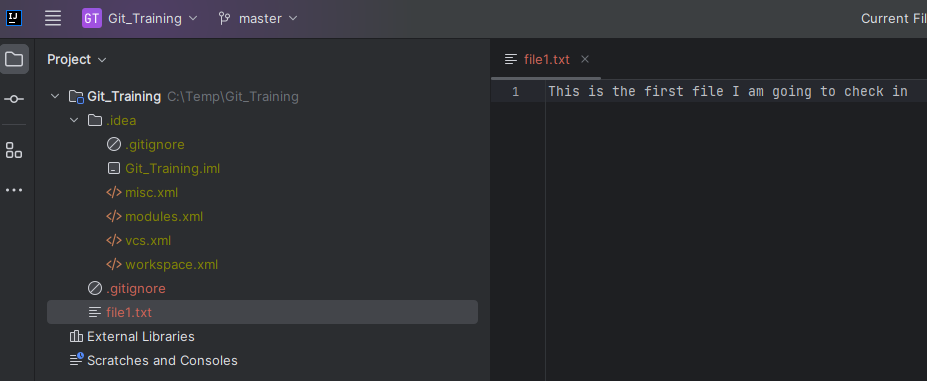 IJ GT Git_Training master Current Fil
Project
file1.txt
Git_Training C:\Temp\Git_Training
1 This is the first file I am going to check in
.idea
.gitignore
Git_Training.iml
misc.xml
modules.xml
vcs.xml
workspace.xml
.gitignore
file1.txt
External Libraries
Scratches and Consoles